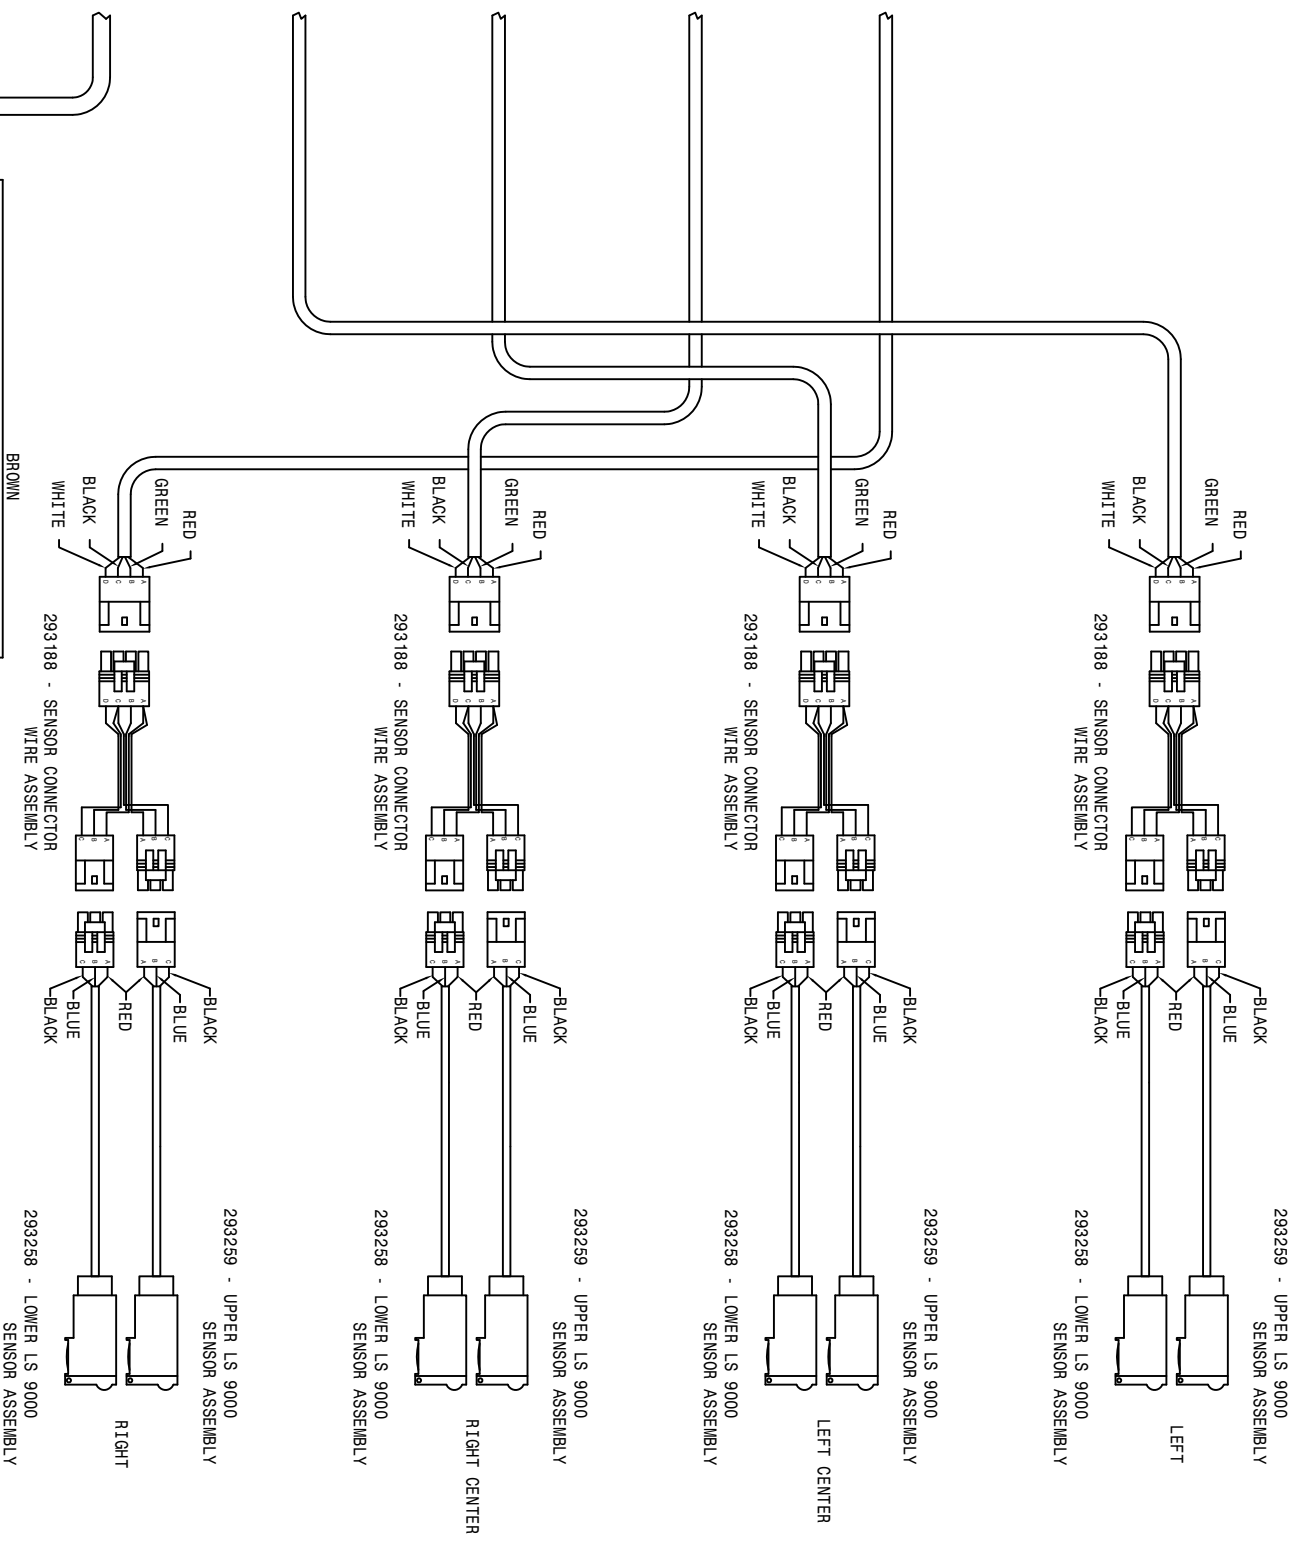 BROWN
RED
GREEN
BLACK
WHITE
293188 - SENSOR CONNECTOR
WIRE ASSEMBLY
D C B A
D C B A
C B A
A B C
C B A
A B C
BLACK
BLUE
RED
BLUE
BLACK
293259 - UPPER LS 9000
SENSOR ASSEMBLY
293258 - LOWER LS 9000
SENSOR ASSEMBLY
LEFT
RED
GREEN
BLACK
WHITE
293188 - SENSOR CONNECTOR
WIRE ASSEMBLY
D C B A
D C B A
C B A
A B C
C B A
A B C
BLACK
BLUE
RED
BLUE
BLACK
293259 - UPPER LS 9000
SENSOR ASSEMBLY
293258 - LOWER LS 9000
SENSOR ASSEMBLY
LEFT CENTER
RED
GREEN
BLACK
WHITE
293188 - SENSOR CONNECTOR
WIRE ASSEMBLY
D C B A
D C B A
C B A
A B C
C B A
A B C
BLACK
BLUE
RED
BLUE
BLACK
293259 - UPPER LS 9000
SENSOR ASSEMBLY
293258 - LOWER LS 9000
SENSOR ASSEMBLY
RIGHT CENTER
RED
GREEN
BLACK
WHITE
293188 - SENSOR CONNECTOR
WIRE ASSEMBLY
D C B A
D C B A
C B A
A B C
C B A
A B C
BLACK
BLUE
RED
BLUE
BLACK
293259 - UPPER LS 9000
SENSOR ASSEMBLY
293258 - LOWER LS 9000
SENSOR ASSEMBLY
RIGHT